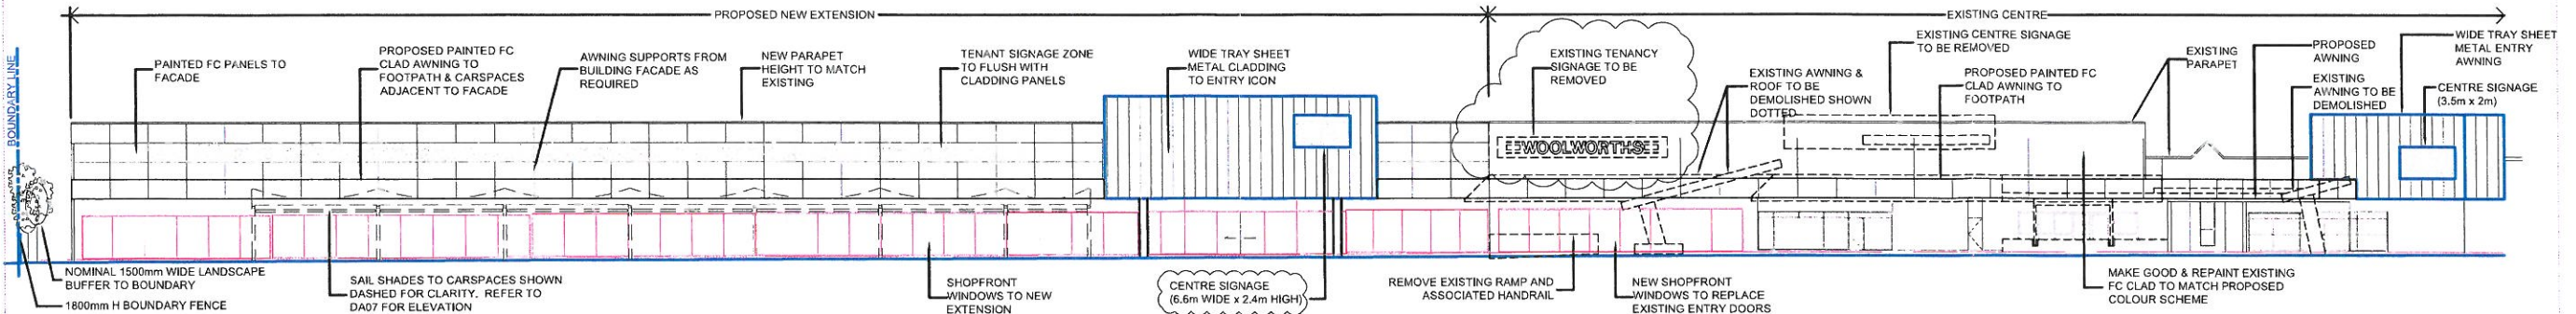 PROPOSED NEW EXTENSION
EXISTING CENTRE
BOUNDARY LINE
PAINTED FC PANELS TO
FACADE
PROPOSED PAINTED FC
CLAD AWNING TO
FOOTPATH & CARSPACES
ADJACENT TO FACADE
AWNING SUPPORTS FROM
BUILDING FACADE AS
REQUIRED
NEW PARAPET
HEIGHT TO MATCH
EXISTING
TENANT SIGNAGE ZONE
TO FLUSH WITH
CLADDING PANELS
WIDE TRAY SHEET
METAL CLADDING
TO ENTRY ICON
EXISTING TENANCY
SIGNAGE TO BE
REMOVED
EXISTING AWNING &
ROOF TO BE
DEMOLISHED SHOWN
DOTTED
EXISTING CENTRE SIGNAGE
TO BE REMOVED
PROPOSED PAINTED FC
CLAD AWNING TO
FOOTPATH
EXISTING
PARAPET
PROPOSED
AWNING
EXISTING
AWNING TO BE
DEMOLISHED
WIDE TRAY SHEET
METAL ENTRY
AWNING
CENTRE SIGNAGE
(3.5m x 2m)
WOOLWORTHS
NOMINAL 1500mm WIDE LANDSCAPE
BUFFER TO BOUNDARY
1800mm H BOUNDARY FENCE
SAIL SHADES TO CARSPACES SHOWN
DASHED FOR CLARITY. REFER TO
DA07 FOR ELEVATION
SHOPFRONT
WINDOWS TO NEW
EXTENSION
CENTRE SIGNAGE
(6.6m WIDE x 2.4m HIGH)
REMOVE EXISTING RAMP AND
ASSOCIATED HANDRAIL
NEW SHOPFRONT
WINDOWS TO REPLACE
EXISTING ENTRY DOORS
MAKE GOOD & REPAINT EXISTING
FC CLAD TO MATCH PROPOSED
COLOUR SCHEME